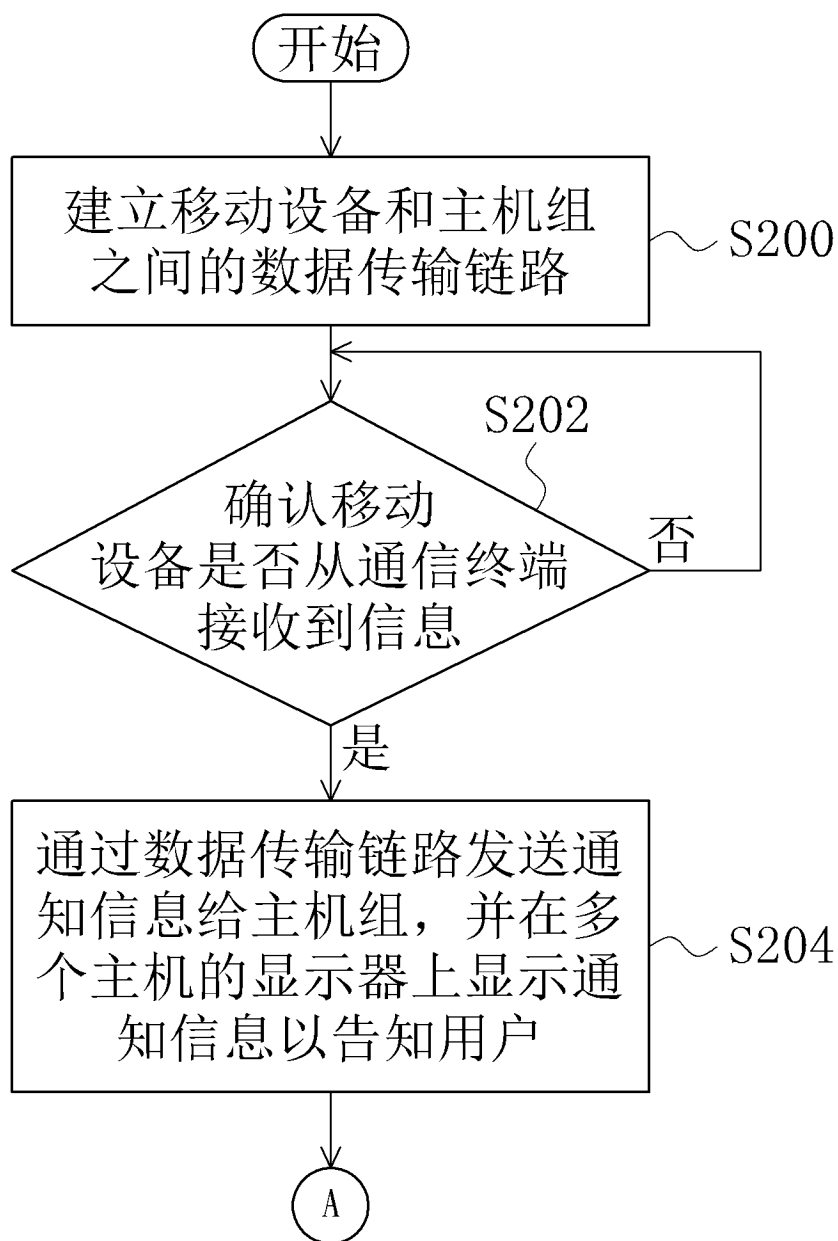 开始
建立移动设备和主机组
之间的数据传输链路
S200
S202
确认移动
设备是否从通信终端
接收到信息
否
是
通过数据传输链路发送通
知信息给主机组，并在多
个主机的显示器上显示通
知信息以告知用户
S204
A